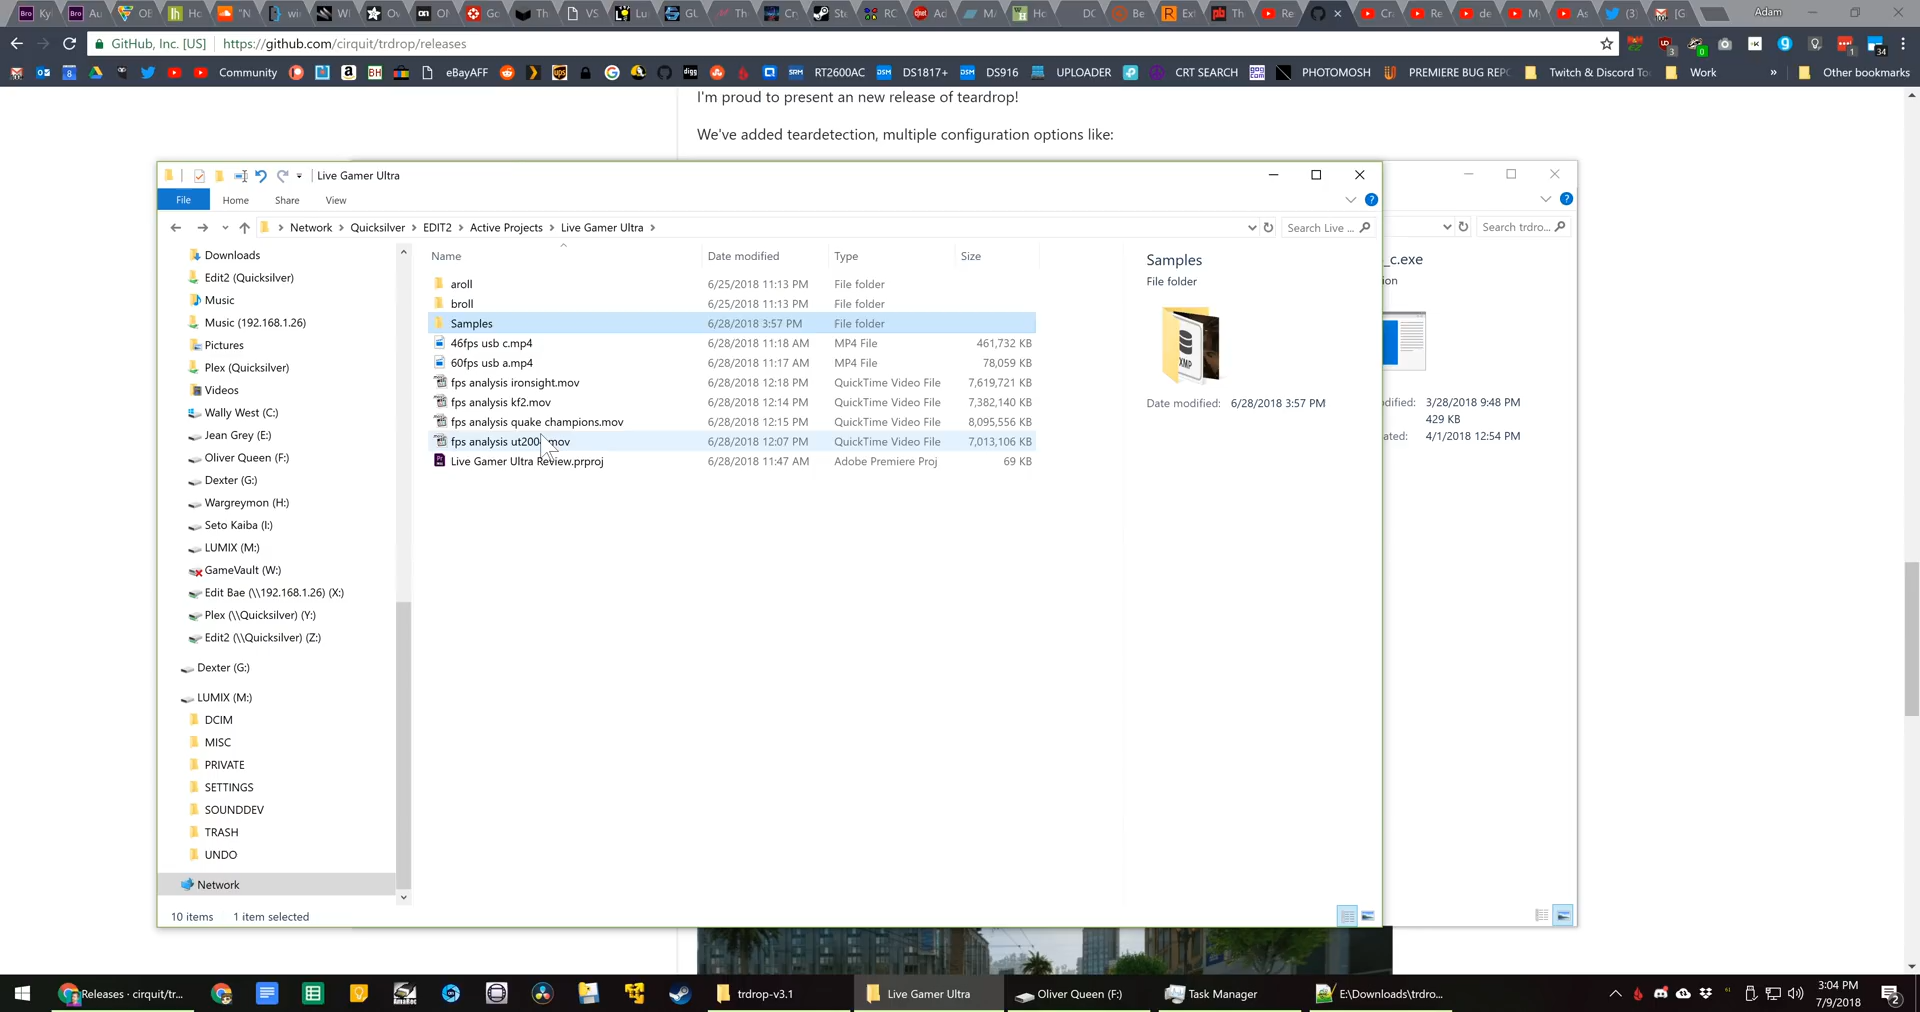 Adam
GitHub, Inc. [US]
https://github.com/cirquit/trdrop/releases
Community
eBayAFF
RT2600AC
DS1817+
DS916
UPLOADER
CRT SEARCH
PHOTOMOSH
PREMIERE BUG REPO
Twitch & Discord To
Work
»
Other bookmarks
I'm proud to present an new release of teardrop!
We've added teardetection, multiple configuration options like:
Live Gamer Ultra
File
Home
Share
View
Network > Quicksilver > EDIT2 > Active Projects > Live Gamer Ultra >
Search Live ...
Search trdro...
Downloads
Edit2 (Quicksilver)
Music
Music (192.168.1.26)
Pictures
Plex (Quicksilver)
Videos
Wally West (C:)
Jean Grey (E:)
Oliver Queen (F:)
Dexter (G:)
Wargreymon (H:)
Seto Kaiba (I:)
LUMIX (M:)
GameVault (W:)
Edit Bae (\\192.168.1.26) (X:)
Plex (\\Quicksilver) (Y:)
Edit2 (\\Quicksilver) (Z:)
Dexter (G:)
LUMIX (M:)
DCIM
MISC
PRIVATE
SETTINGS
SOUNDDEV
TRASH
UNDO
Network
Name Date modified Type Size
aroll 6/25/2018 11:13 PM File folder
broll 6/25/2018 11:13 PM File folder
Samples 6/28/2018 3:57 PM File folder
46fps usb c.mp4 6/28/2018 11:18 AM MP4 File 461,732 KB
60fps usb a.mp4 6/28/2018 11:17 AM MP4 File 78,059 KB
fps analysis ironsight.mov 6/28/2018 12:18 PM QuickTime Video File 7,619,721 KB
fps analysis kf2.mov 6/28/2018 12:14 PM QuickTime Video File 7,382,140 KB
fps analysis quake champions.mov 6/28/2018 12:15 PM QuickTime Video File 8,095,556 KB
fps analysis ut200 mov 6/28/2018 12:07 PM QuickTime Video File 7,013,106 KB
Live Gamer Ultra Review.prproj 6/28/2018 11:47 AM Adobe Premiere Proj 69 KB
Samples
File folder
XMP
Date modified: 6/28/2018 3:57 PM
_c.exe
ion
dified: 3/28/2018 9:48 PM
429 KB
ated: 4/1/2018 12:54 PM
10 items 1 item selected
Releases · cirquit/tr...
trdrop-v3.1
Live Gamer Ultra
Oliver Queen (F:)
Task Manager
E:\Downloads\trdro...
3:04 PM
7/9/2018